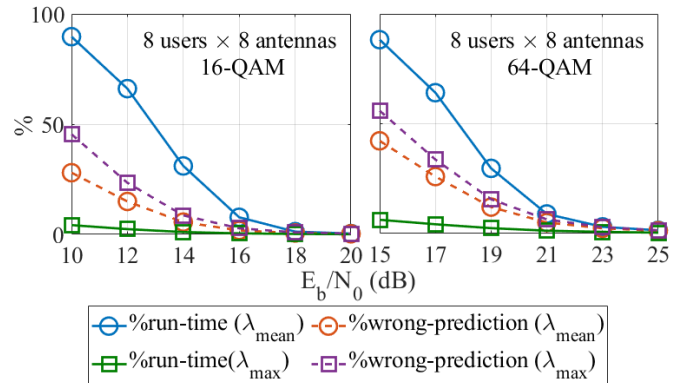 100
50
0
%
8 users × 8 antennas
16-QAM
10 12 14 16 18 20
8 users × 8 antennas
64-QAM
15 17 19 21 23 25
E_b/N_0 (dB)
%run-time (λ_mean) %wrong-prediction (λ_mean)
%run-time(λ_max) %wrong-prediction (λ_max)